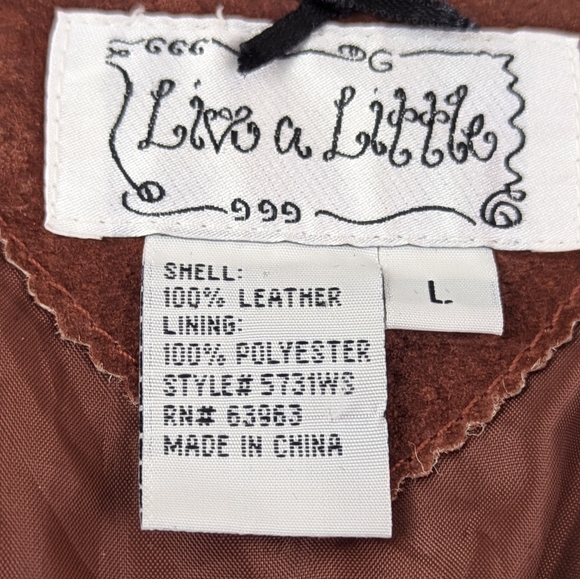 Live a Little
L
SHELL:
100% LEATHER
LINING:
100% POLYESTER
STYLE# 5731WS
RN# 63963
MADE IN CHINA